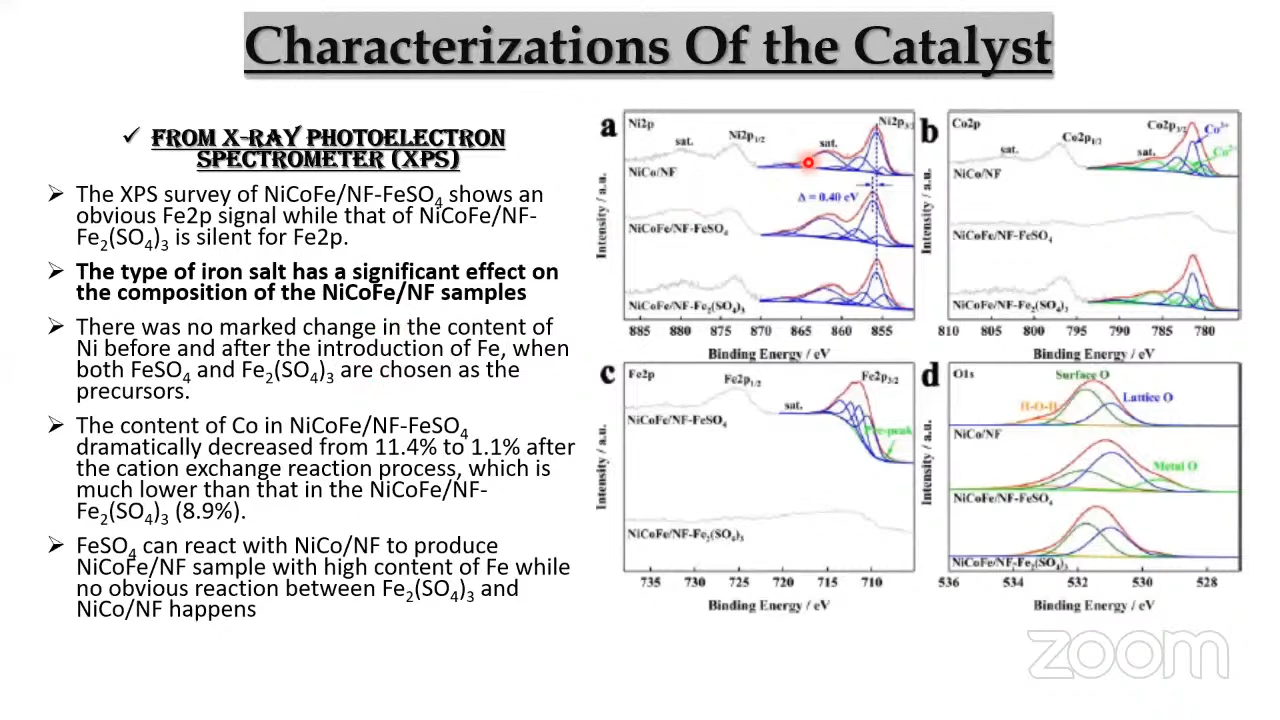 Characterizations Of the Catalyst
✓ FROM X-RAY PHOTOELECTRON
SPECTROMETER (XPS)
➢ The XPS survey of NiCoFe/NF-FeSO₄ shows an
obvious Fe2p signal while that of NiCoFe/NF-
Fe₂(SO₄)₃ is silent for Fe2p.
➢ The type of iron salt has a significant effect on
the composition of the NiCoFe/NF samples
➢ There was no marked change in the content of
Ni before and after the introduction of Fe, when
both FeSO₄ and Fe₂(SO₄)₃ are chosen as the
precursors.
➢ The content of Co in NiCoFe/NF-FeSO₄
dramatically decreased from 11.4% to 1.1% after
the cation exchange reaction process, which is
much lower than that in the NiCoFe/NF-
Fe₂(SO₄)₃ (8.9%).
➢ FeSO₄ can react with NiCo/NF to produce
NiCoFe/NF sample with high content of Fe while
no obvious reaction between Fe₂(SO₄)₃ and
NiCo/NF happens
a
Ni2p
Ni2p₃/₂
sat.
Ni2p₁/₂
sat.
NiCo/NF
Δ = 0.40 eV
NiCoFe/NF-FeSO₄
NiCoFe/NF-Fe₂(SO₄)₃
Intensity / a.u.
885 880 875 870 865 860 855
Binding Energy / eV
b
Co2p
Co2p₃/₂
Co³⁺
Co2p₁/₂
sat.
sat.
Co²⁺
NiCo/NF
NiCoFe/NF-FeSO₄
NiCoFe/NF-Fe₂(SO₄)₃
Intensity / a.u.
810 805 800 795 790 785 780
Binding Energy / eV
c
Fe2p
Fe2p₁/₂
Fe2p₃/₂
sat.
NiCoFe/NF-FeSO₄
Pre-peak
NiCoFe/NF-Fe₂(SO₄)₃
Intensity / a.u.
735 730 725 720 715 710
Binding Energy / eV
d
O1s
Surface O
H-O-H
Lattice O
NiCo/NF
Metal O
NiCoFe/NF-FeSO₄
NiCoFe/NF-Fe₂(SO₄)₃
Intensity / a.u.
536 534 532 530 528
Binding Energy / eV
zoom